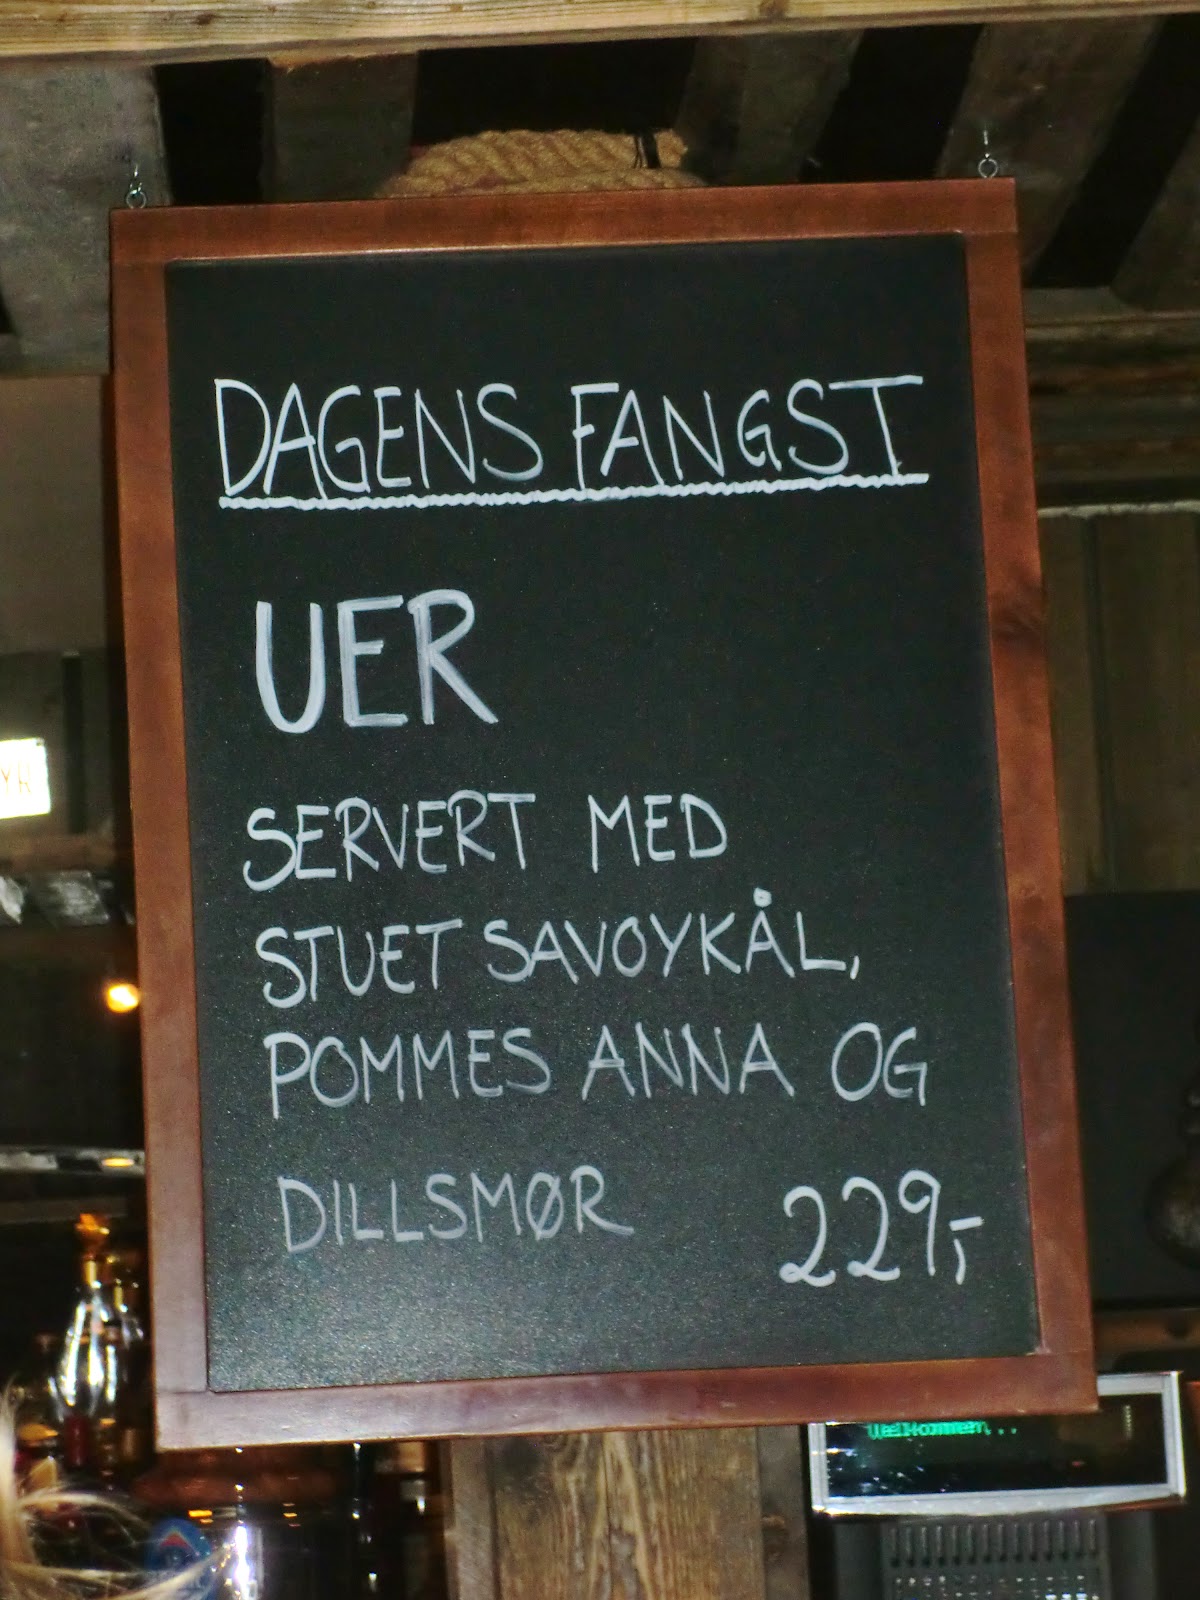 DAGENS FANGST
UER
SERVERT MED
STUET SAVOYKÅL,
POMMES ANNA OG
DILLSMØR 229,-
Velkommen...